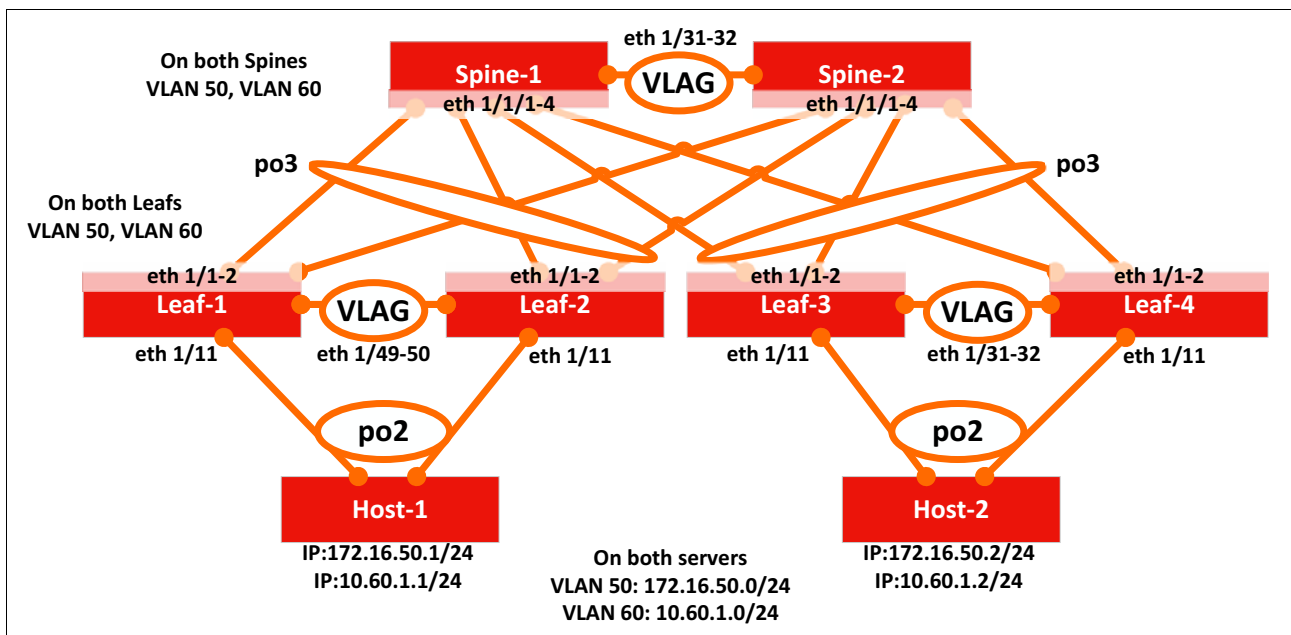 eth 1/31-32
On both Spines
VLAN 50, VLAN 60
Spine-1
VLAG
Spine-2
eth 1/1/1-4
eth 1/1/1-4
po3
po3
On both Leafs
VLAN 50, VLAN 60
eth 1/1-2
eth 1/1-2
eth 1/1-2
eth 1/1-2
Leaf-1
VLAG
Leaf-2
Leaf-3
VLAG
Leaf-4
eth 1/11
eth 1/49-50
eth 1/11
eth 1/11
eth 1/31-32
eth 1/11
po2
po2
Host-1
Host-2
IP:172.16.50.1/24
IP:10.60.1.1/24
On both servers
VLAN 50: 172.16.50.0/24
VLAN 60: 10.60.1.0/24
IP:172.16.50.2/24
IP:10.60.1.2/24